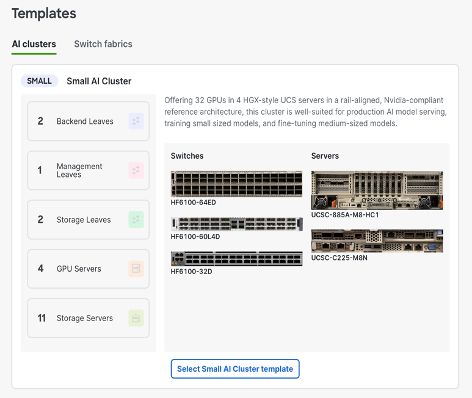 Templates
AI clusters
Switch fabrics
SMALL
Small AI Cluster
2
Backend Leaves
1
Management
Leaves
2
Storage Leaves
4
GPU Servers
11
Storage Servers
Offering 32 GPUs in 4 HGX-style UCS servers in a rail-aligned, Nvidia-compliant
reference architecture, this cluster is well-suited for production AI model serving,
training small sized models, and fine-tuning medium-sized models.
Switches
HF6100-64ED
HF6100-60L4D
HF6100-32D
Servers
UCSC-885A-M8-HC1
UCSC-C225-M8N
Select Small AI Cluster template